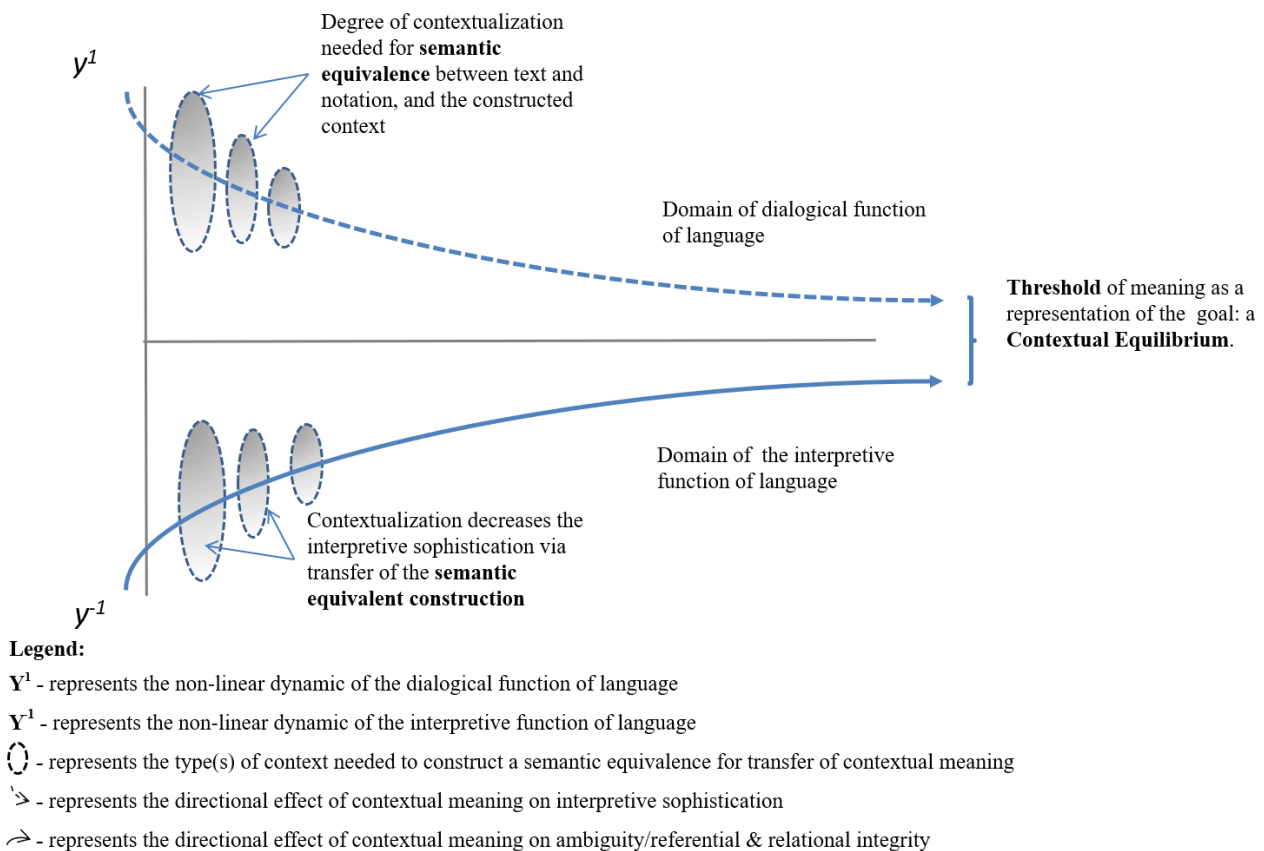 Degree of contextualization
needed for semantic
equivalence between text and
notation, and the constructed
context
y¹
Domain of dialogical function
of language
Threshold of meaning as a
representation of the goal: a
Contextual Equilibrium.
Domain of the interpretive
function of language
Contextualization decreases the
interpretive sophistication via
transfer of the semantic
equivalent construction
y⁻¹
Legend:
Y¹ - represents the non-linear dynamic of the dialogical function of language
Y⁻¹ - represents the non-linear dynamic of the interpretive function of language
- represents the type(s) of context needed to construct a semantic equivalence for transfer of contextual meaning
- represents the directional effect of contextual meaning on interpretive sophistication
- represents the directional effect of contextual meaning on ambiguity/referential & relational integrity